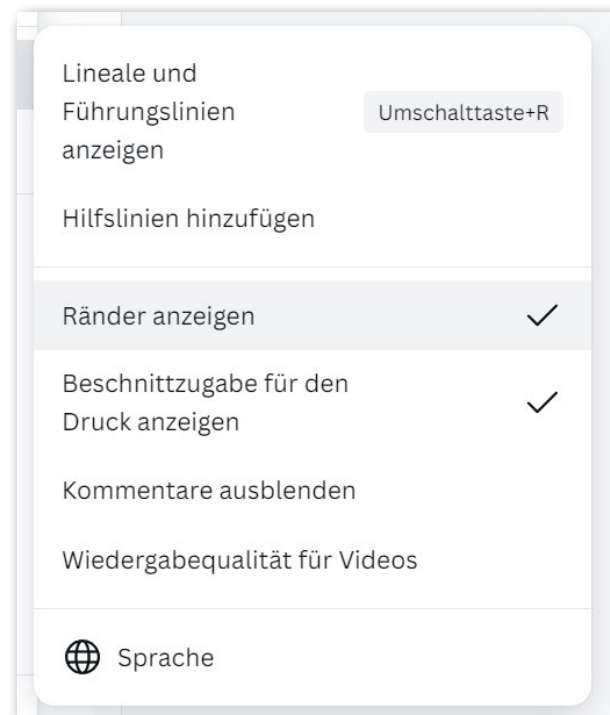 Lineale und
Führungslinien
anzeigen
Umschalttaste+R
Hilfslinien hinzufügen
Ränder anzeigen
Beschnittzugabe für den
Druck anzeigen
Kommentare ausblenden
Wiedergabequalität für Videos
Sprache